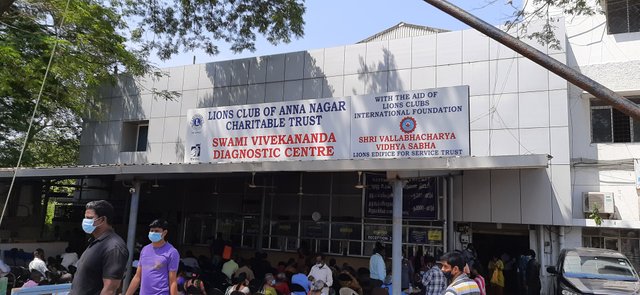 LIONS CLUB OF ANNA NAGAR
CHARITABLE TRUST
SWAMI VIVEKANANDA
DIAGNOSTIC CENTRE
WITH THE AID OF
LIONS CLUBS
INTERNATIONAL FOUNDATION
SHRI VALLABHACHARYA
VIDHYA SABHA
LIONS EDIFICE FOR SERVICE TRUST
RECEPTION